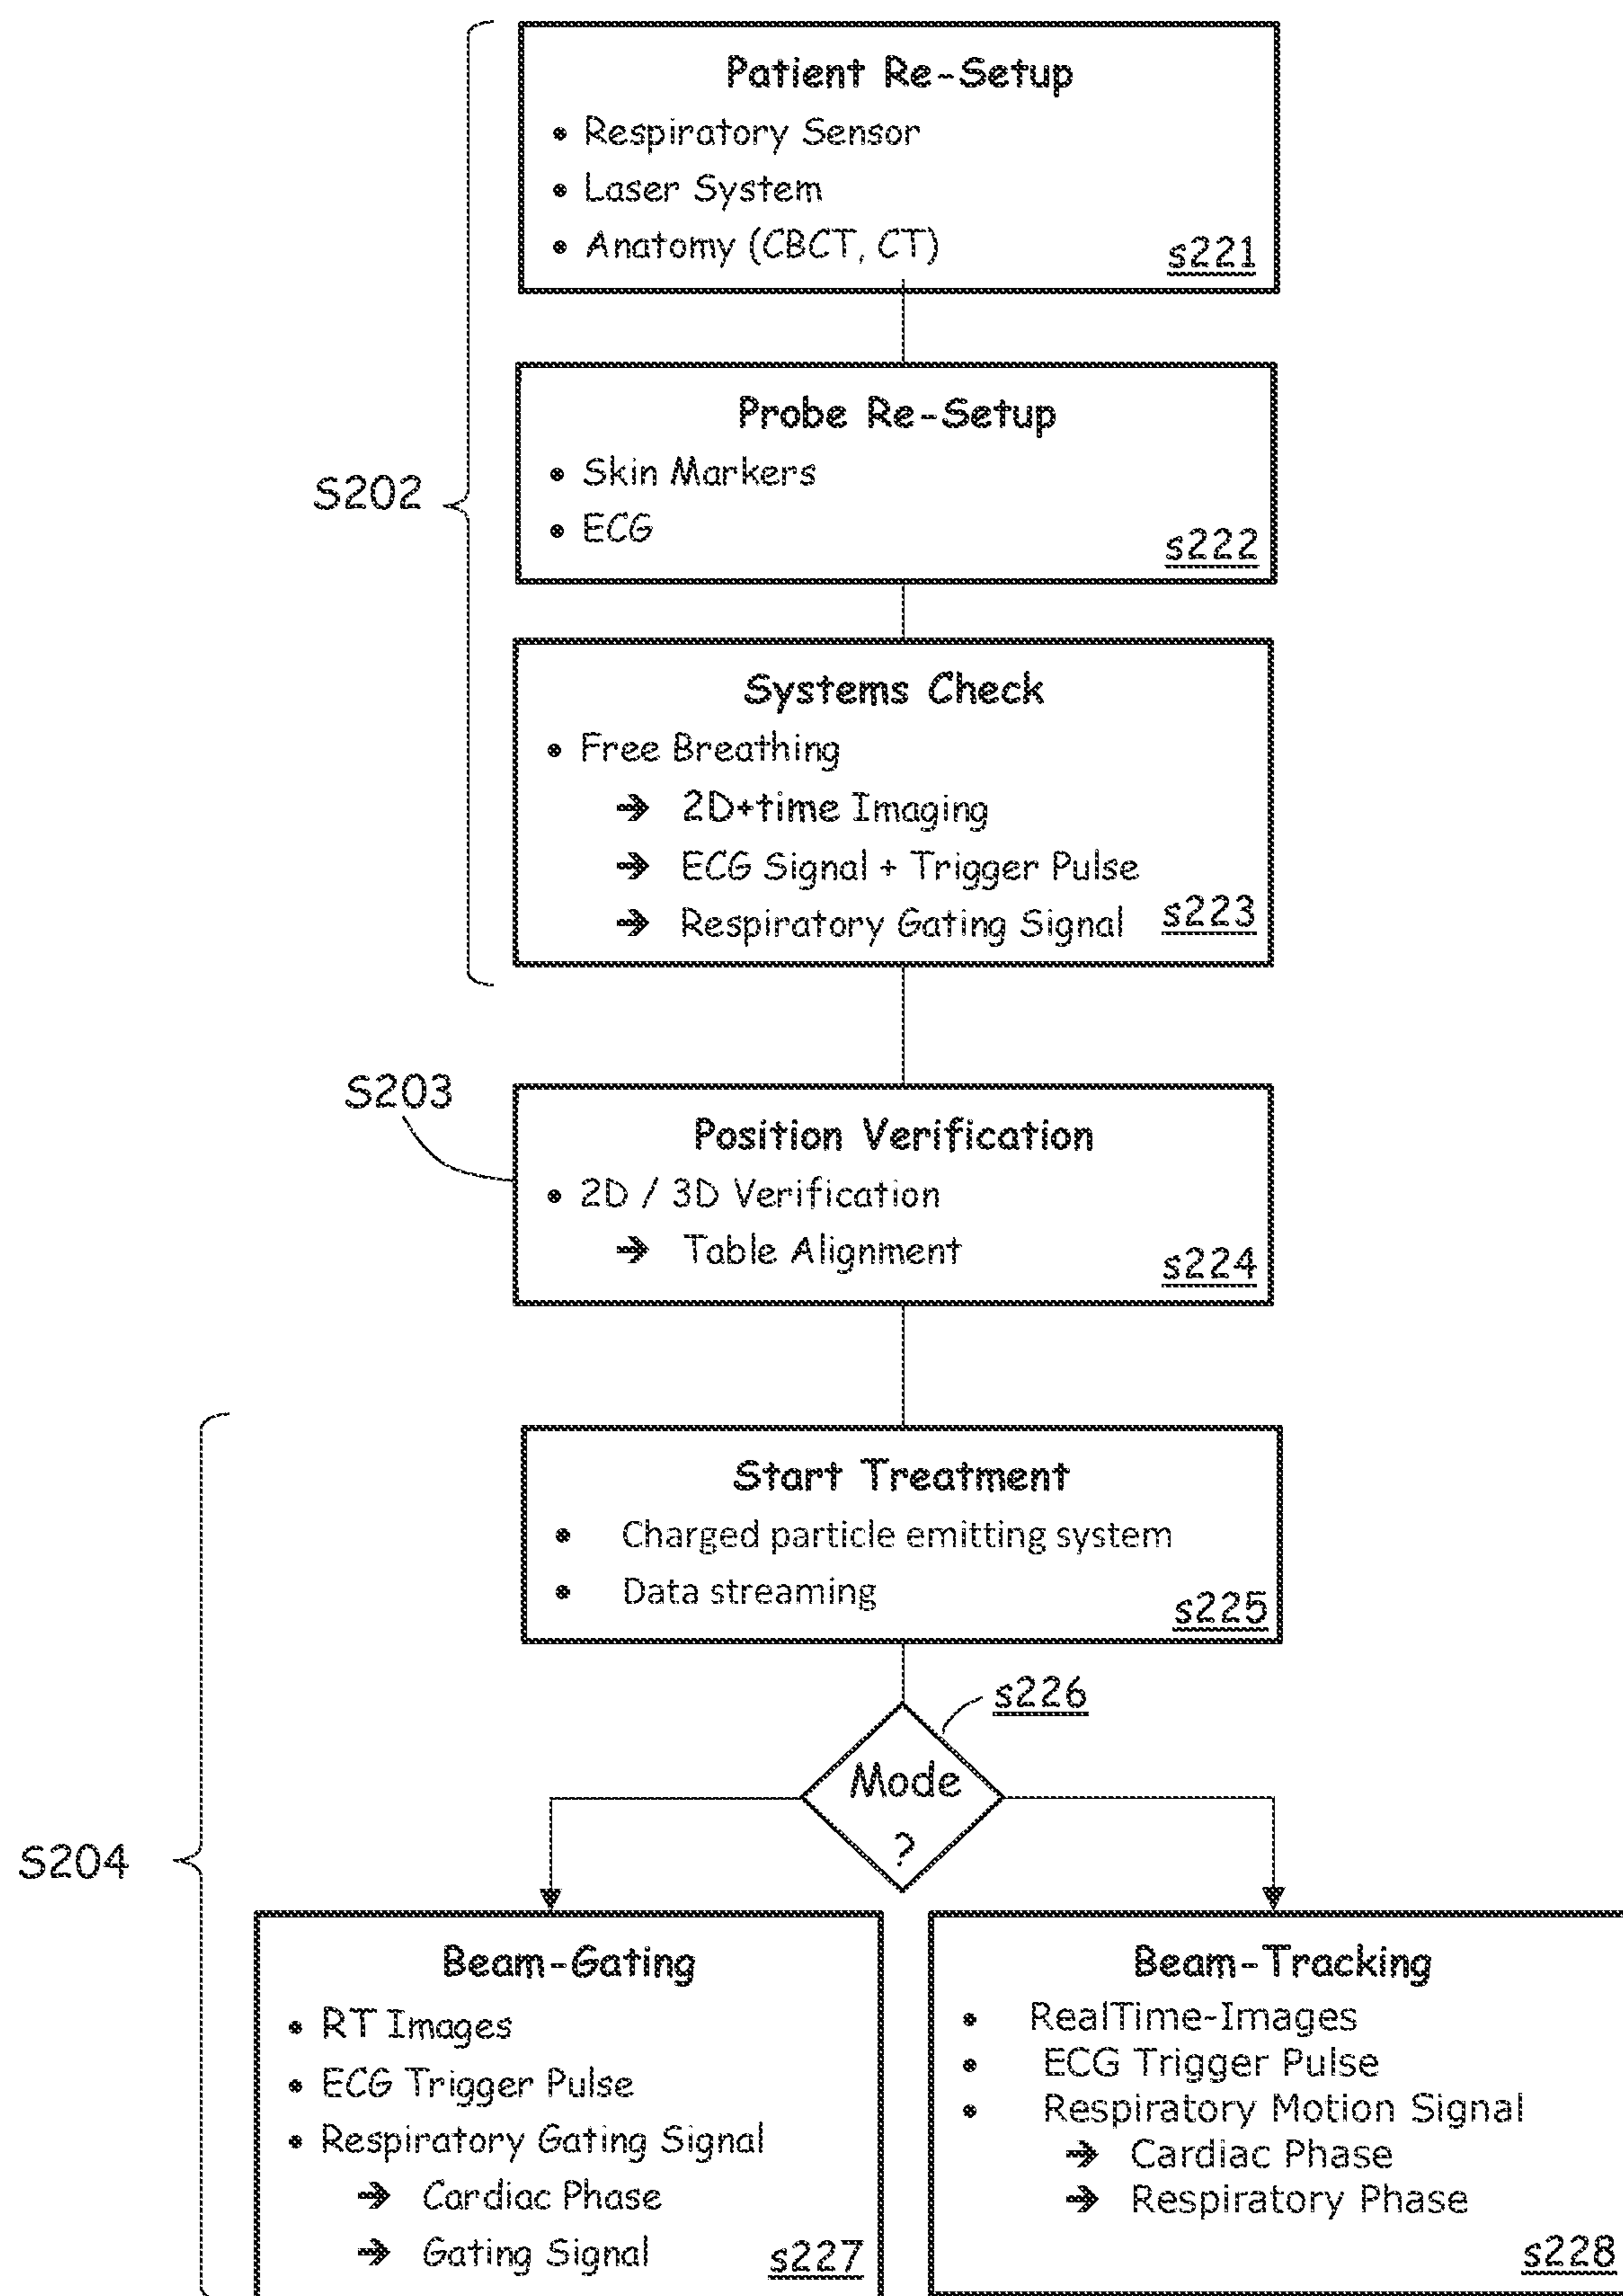 Patient Re-Setup
• Respiratory Sensor
• Laser System
• Anatomy (CBCT, CT)
s221
Probe Re-Setup
• Skin Markers
• ECG
s222
S202
Systems Check
• Free Breathing
→ 2D+time Imaging
→ ECG Signal + Trigger Pulse
→ Respiratory Gating Signal
s223
S203
Position Verification
• 2D / 3D Verification
→ Table Alignment
s224
Start Treatment
• Charged particle emitting system
• Data streaming
s225
s226
Mode
?
S204
Beam-Gating
• RT Images
• ECG Trigger Pulse
• Respiratory Gating Signal
→ Cardiac Phase
→ Gating Signal
s227
Beam-Tracking
• RealTime-Images
• ECG Trigger Pulse
• Respiratory Motion Signal
→ Cardiac Phase
→ Respiratory Phase
s228